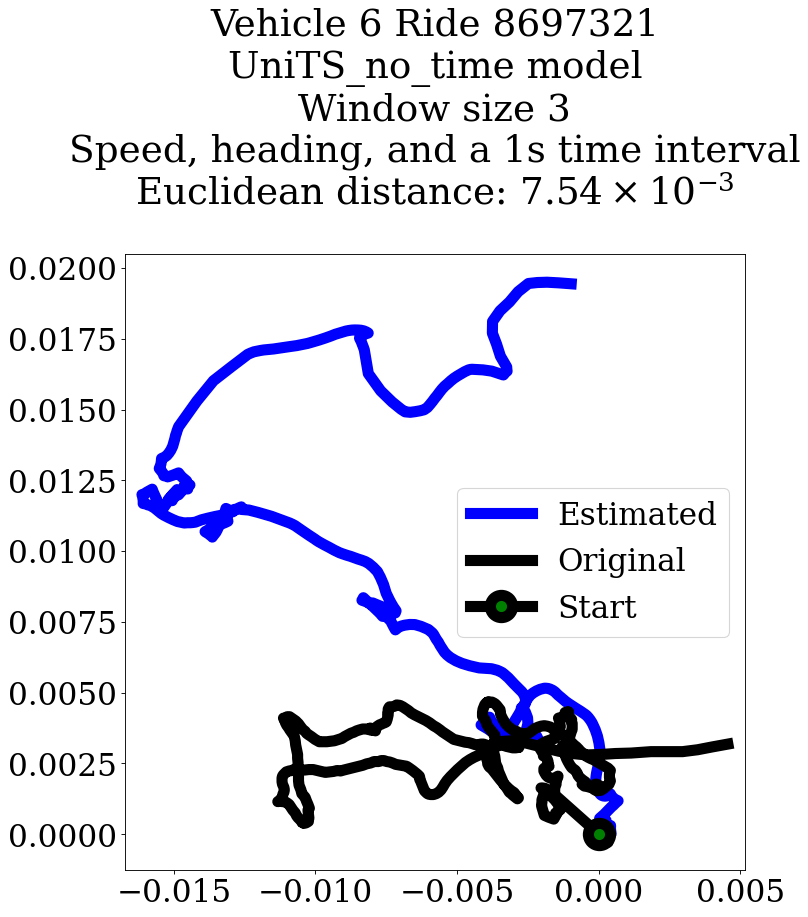 Vehicle 6 Ride 8697321
UniTS_no_time model
Window size 3
Speed, heading, and a 1s time interval
Euclidean distance: 7.54 × 10⁻³
0.0200
0.0175
0.0150
0.0125
0.0100
0.0075
0.0050
0.0025
0.0000
Estimated
Original
Start
−0.015 −0.010 −0.005 0.000 0.005